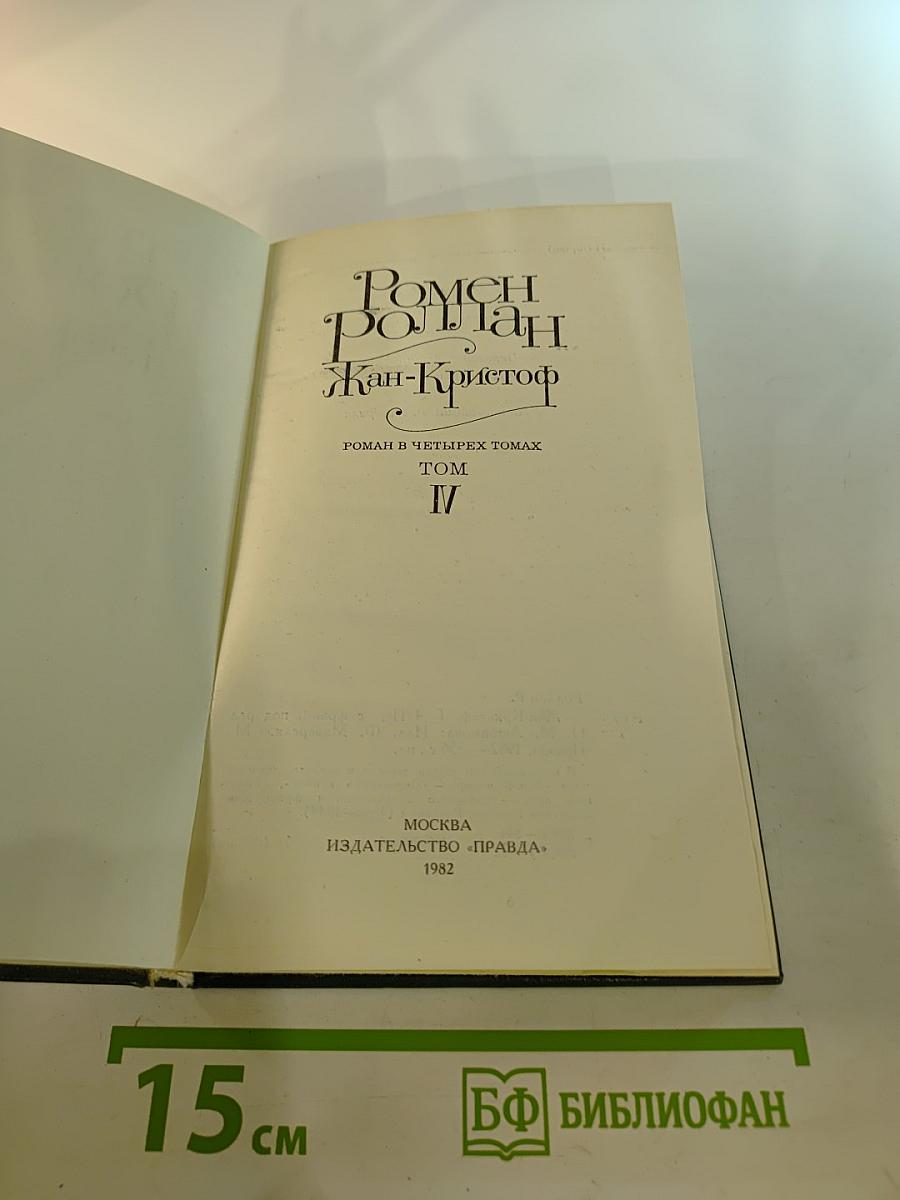 Ромен
Роллан
Жан-Кристоф
РОМАН В ЧЕТЫРЕХ ТОМАХ
ТОМ
IV
МОСКВА
ИЗДАТЕЛЬСТВО «ПРАВДА»
1982
15 см
БФ БИБЛИОФАН